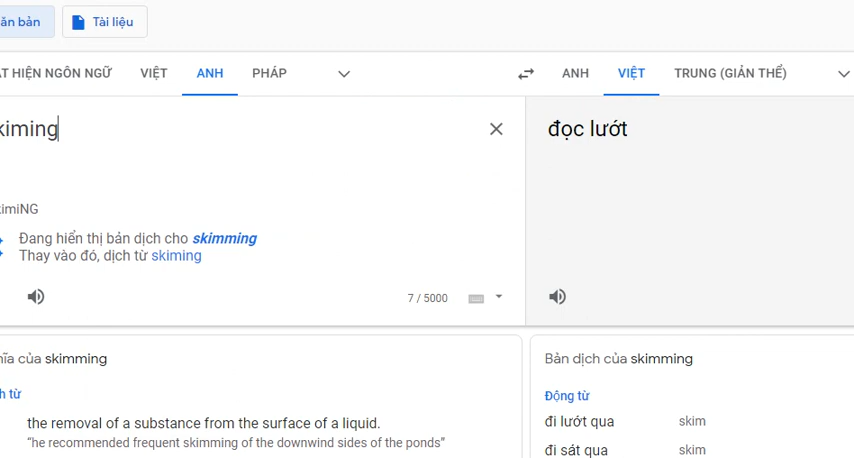 ăn bản
Tài liệu
ÁT HIỆN NGÔN NGỮ VIỆT ANH PHÁP
ANH VIỆT TRUNG (GIẢN THỂ)
kiming
đọc lướt
kimiNG
Đang hiển thị bản dịch cho skimming
Thay vào đó, dịch từ skiming
7 / 5000
hĩa của skimming
h từ
the removal of a substance from the surface of a liquid.
“he recommended frequent skimming of the downwind sides of the ponds”
Bản dịch của skimming
Động từ
đi lướt qua skim
đi sát qua skim